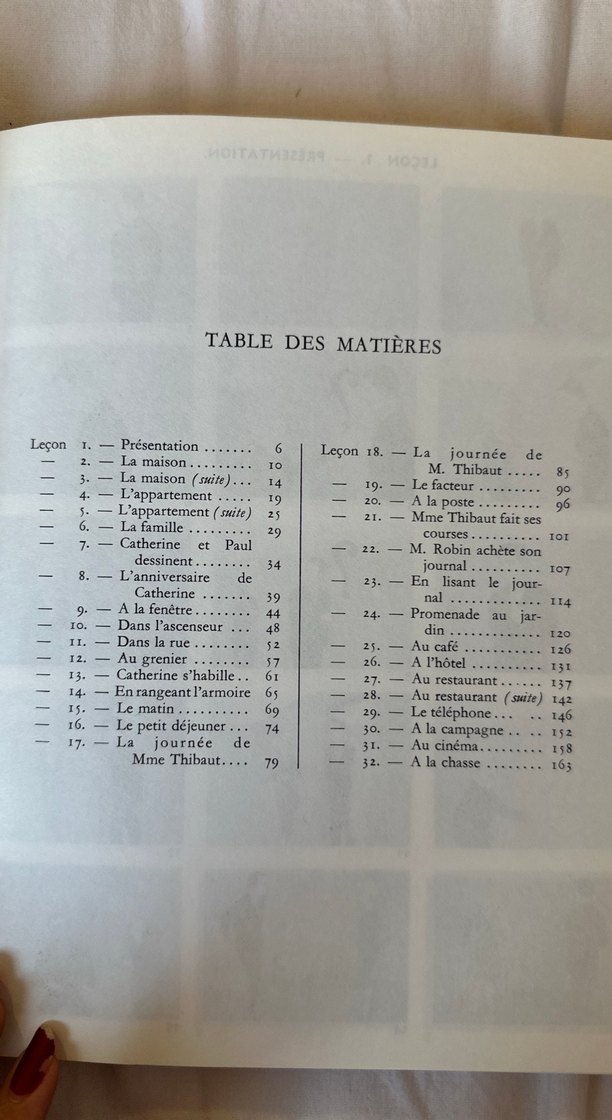 LEÇON 1. — PRÉSENTATION.
TABLE DES MATIÈRES
Leçon 1. — Présentation ....... 6
— 2. — La maison ......... 10
— 3. — La maison (suite)... 14
— 4. — L'appartement ..... 19
— 5. — L'appartement (suite) 25
— 6. — La famille ......... 29
— 7. — Catherine et Paul
dessinent ........ 34
— 8. — L'anniversaire de
Catherine ....... 39
— 9. — A la fenêtre ........ 44
— 10. — Dans l'ascenseur ... 48
— 11. — Dans la rue ........ 52
— 12. — Au grenier ........ 57
— 13. — Catherine s'habille .. 61
— 14. — En rangeant l'armoire 65
— 15. — Le matin .......... 69
— 16. — Le petit déjeuner ... 74
— 17. — La journée de
Mme Thibaut.... 79
Leçon 18. — La journée de
M. Thibaut ..... 85
— 19. — Le facteur ......... 90
— 20. — A la poste ......... 96
— 21. — Mme Thibaut fait ses
courses .......... 101
— 22. — M. Robin achète son
journal .......... 107
— 23. — En lisant le jour-
nal ............ 114
— 24. — Promenade au jar-
din ............ 120
— 25. — Au café ........... 126
— 26. — A l'hôtel .......... 131
— 27. — Au restaurant ...... 137
— 28. — Au restaurant (suite) 142
— 29. — Le téléphone ... .. 146
— 30. — A la campagne .. .. 152
— 31. — Au cinéma ......... 158
— 32. — A la chasse ........ 163